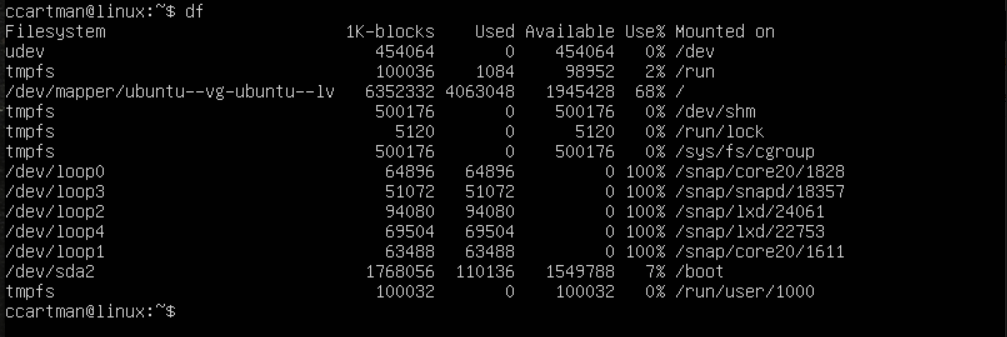 ccartman@linux:~$ df
Filesystem                        1K-blocks    Used Available Use% Mounted on
udev                                 454064       0    454064   0% /dev
tmpfs                                100036    1084     98952   2% /run
/dev/mapper/ubuntu--vg-ubuntu--lv   6352332 4063048   1945428  68% /
tmpfs                                500176       0    500176   0% /dev/shm
tmpfs                                  5120       0      5120   0% /run/lock
tmpfs                                500176       0    500176   0% /sys/fs/cgroup
/dev/loop0                            64896   64896         0 100% /snap/core20/1828
/dev/loop3                            51072   51072         0 100% /snap/snapd/18357
/dev/loop2                            94080   94080         0 100% /snap/lxd/24061
/dev/loop4                            69504   69504         0 100% /snap/lxd/22753
/dev/loop1                            63488   63488         0 100% /snap/core20/1611
/dev/sda2                           1768056  110136   1549788   7% /boot
tmpfs                                100032       0    100032   0% /run/user/1000
ccartman@linux:~$